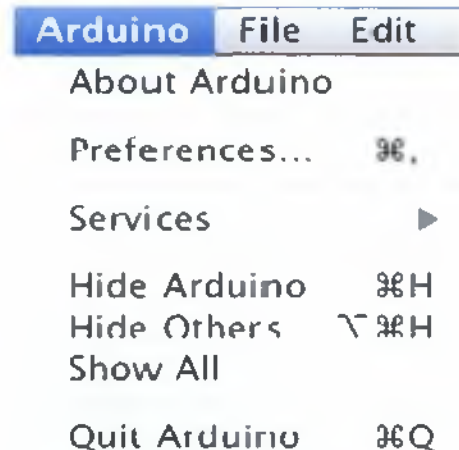 Arduino File Edit
About Arduino
Preferences... ⌘,
Services ▶
Hide Arduino ⌘H
Hide Others ⌥⌘H
Show All
Quit Arduino ⌘Q